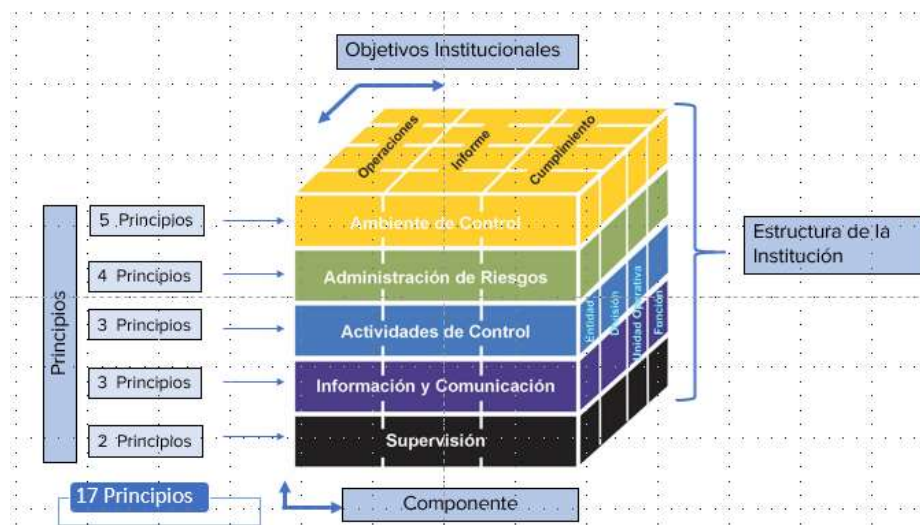 Objetivos Institucionales
Operaciones
Informe
Cumplimiento
Principios
5 Principios
Ambiente de Control
4 Principios
Administración de Riesgos
3 Principios
Actividades de Control
3 Principios
Información y Comunicación
2 Principios
Supervisión
Entidad
División
Unidad Operativa
Función
Estructura de la
Institución
17 Principios
Componente